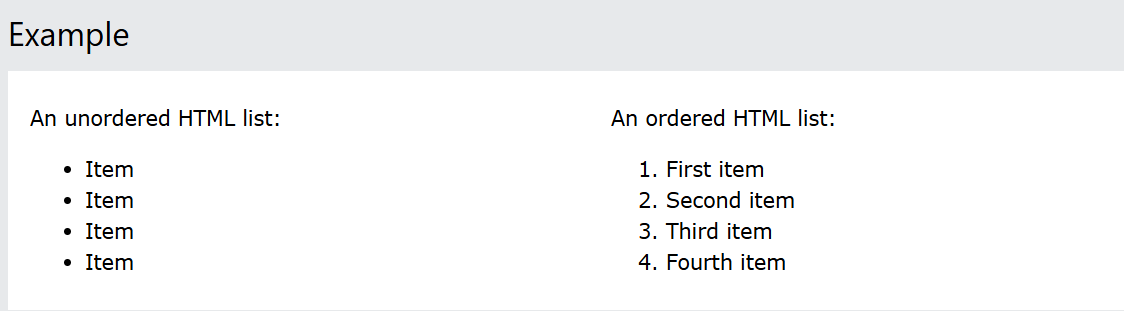 Example
An unordered HTML list:
• Item
• Item
• Item
• Item
An ordered HTML list:
1. First item
2. Second item
3. Third item
4. Fourth item